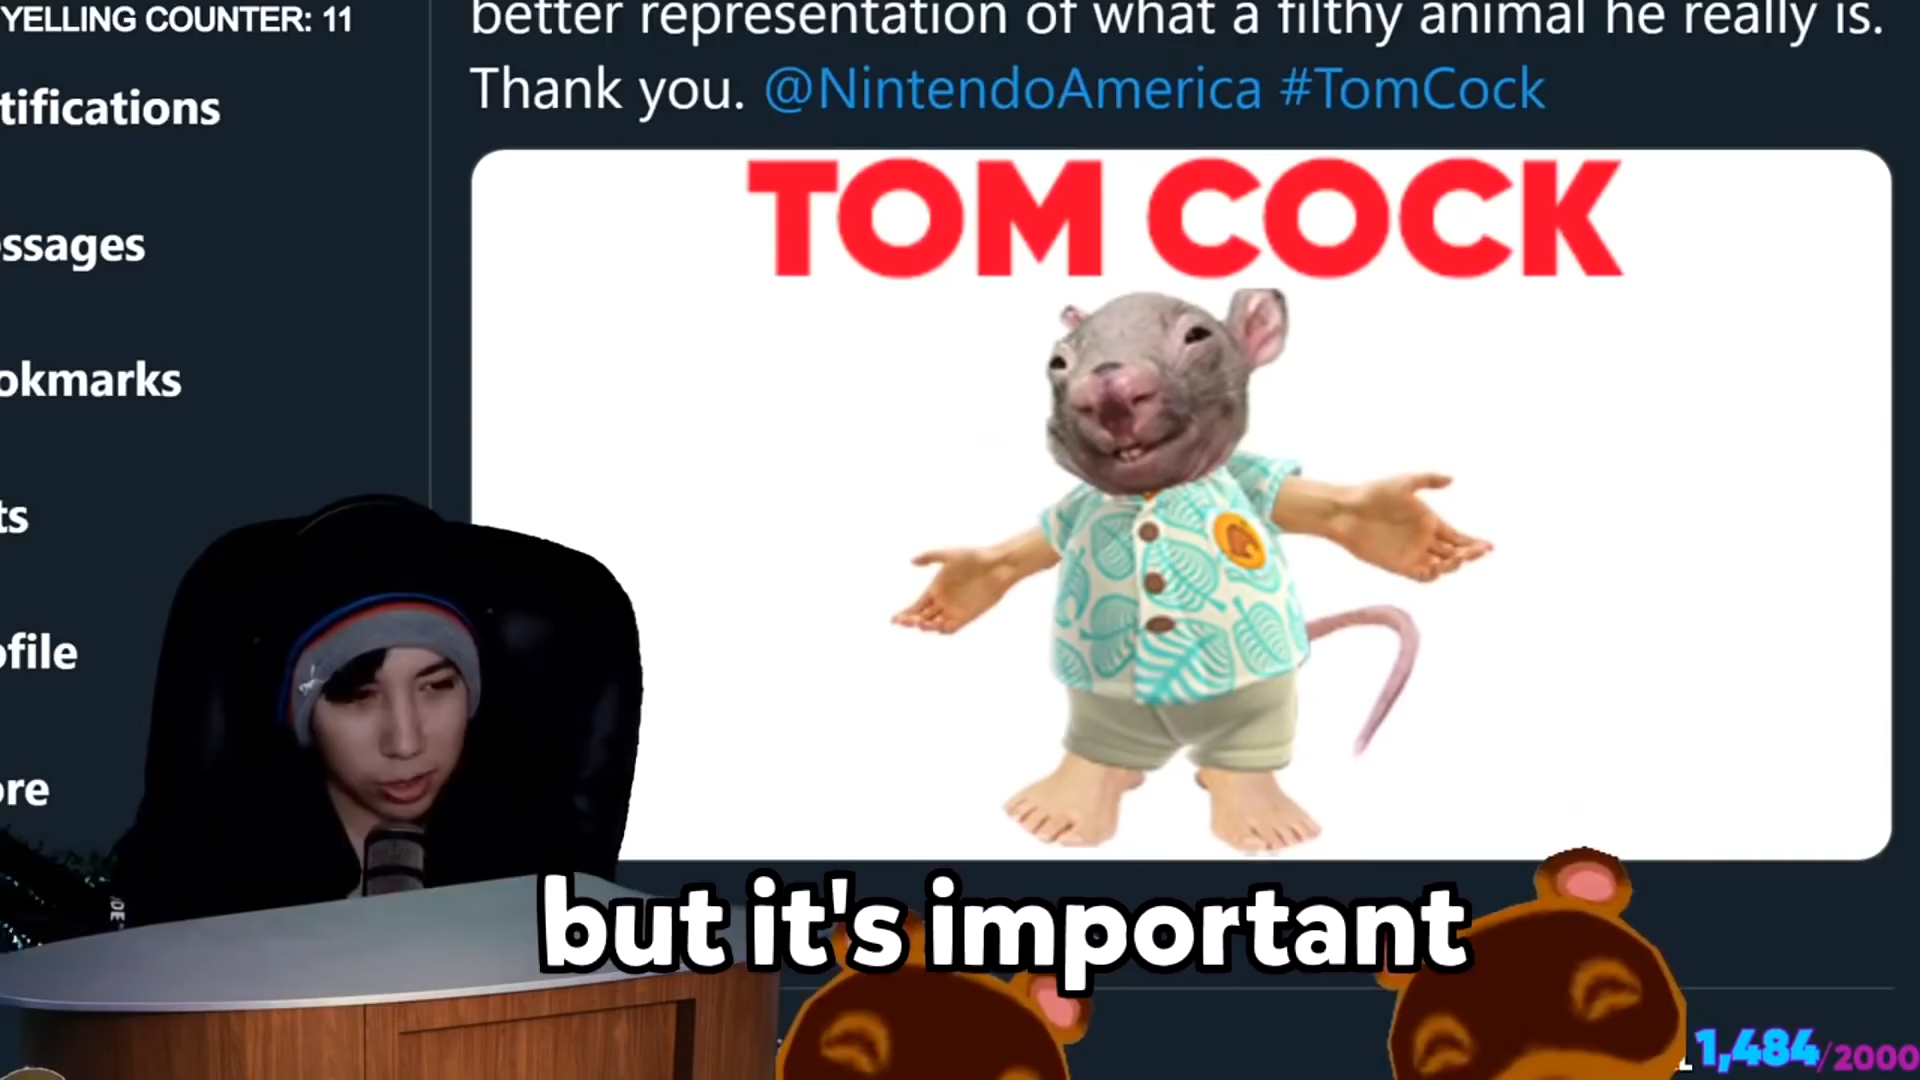 YELLING COUNTER: 11
better representation of what a filthy animal he really is.
Thank you. @NintendoAmerica #TomCock
tifications
ssages
okmarks
ts
ofile
ore
TOM COCK
but it's important
1,484/2000